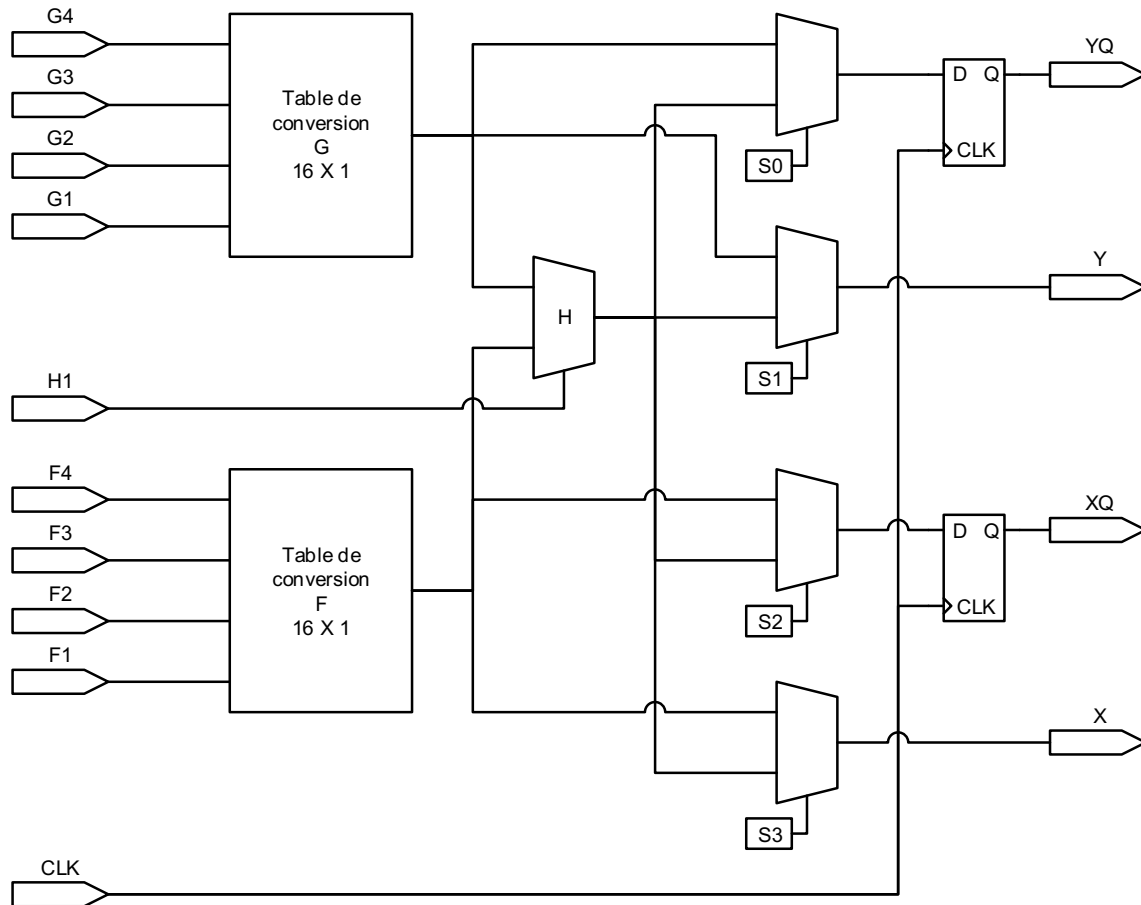 G4
G3
G2
G1
Table de
conversion
G
16 X 1
S0
D Q
CLK
YQ
H
S1
Y
H1
F4
F3
F2
F1
Table de
conversion
F
16 X 1
S2
D Q
CLK
XQ
S3
X
CLK